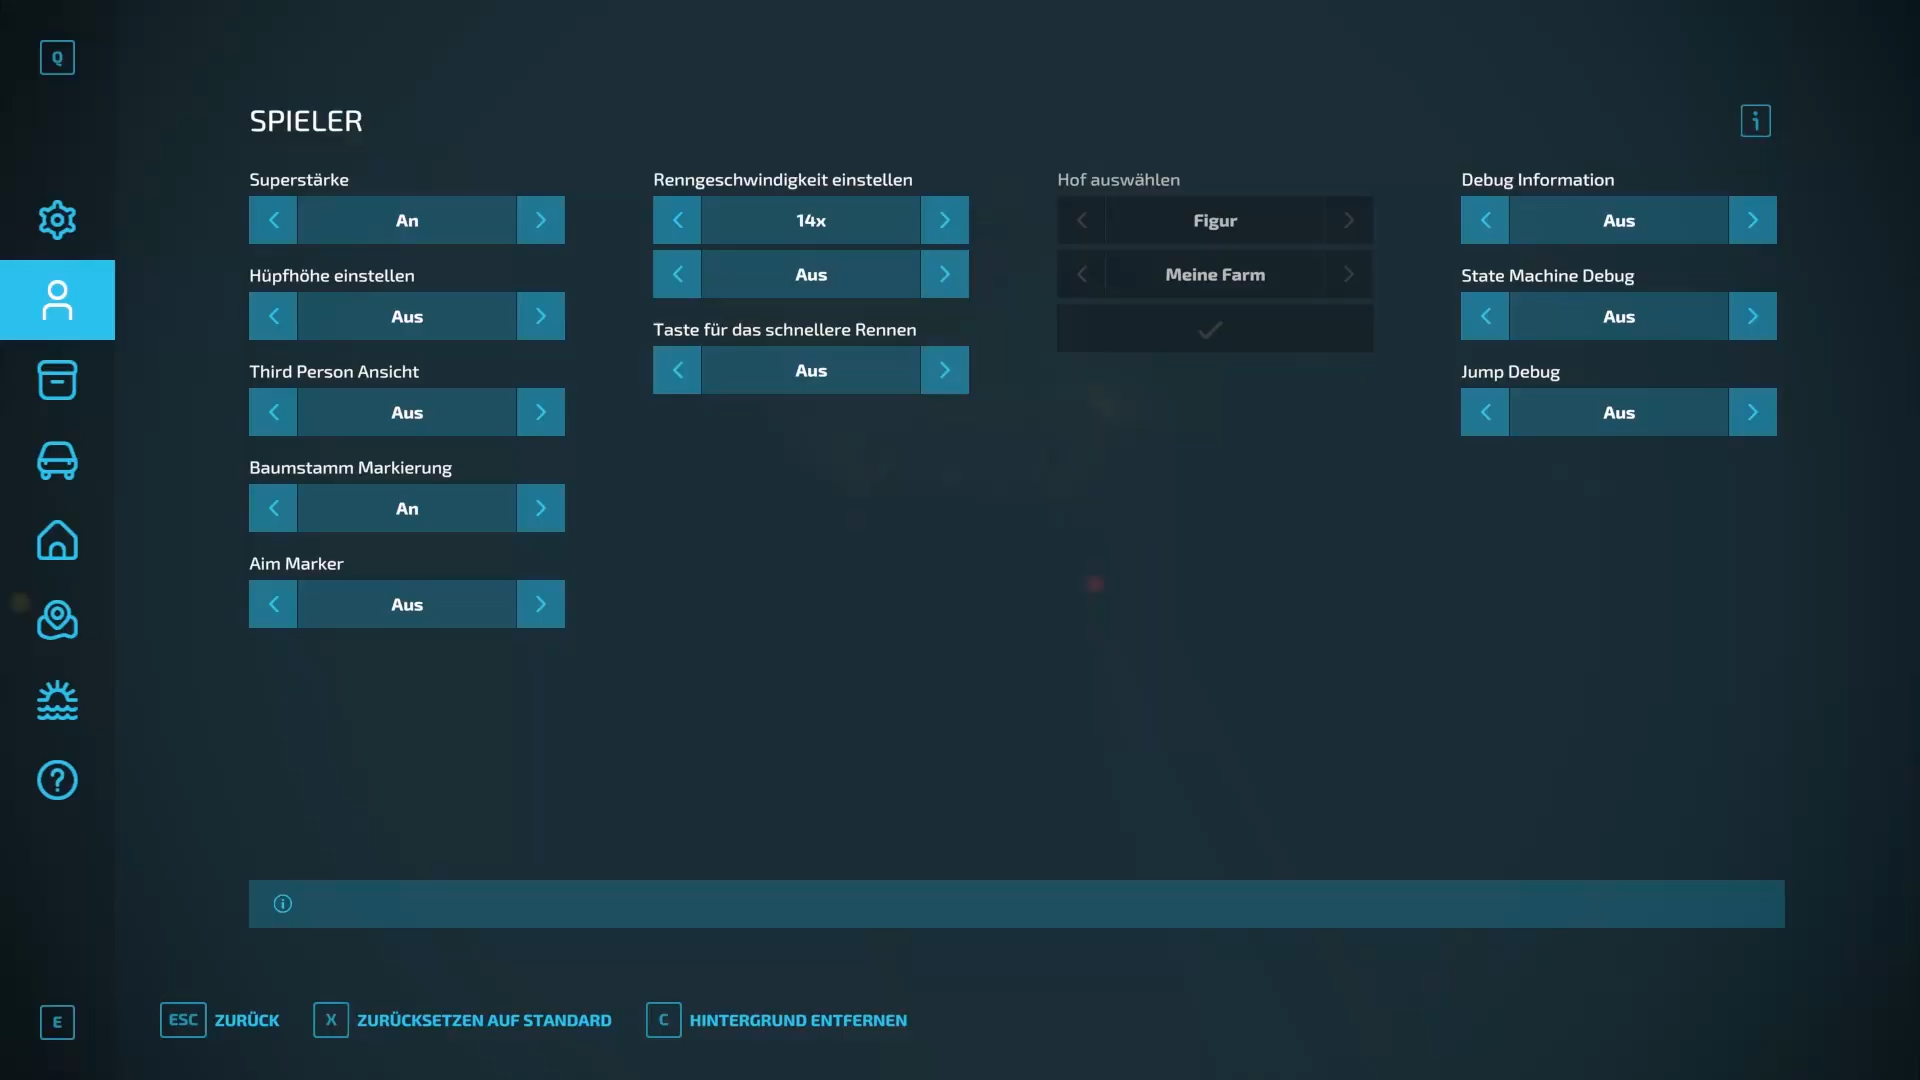 Q
SPIELER
Superstärke
An
Hüpfhöhe einstellen
Aus
Third Person Ansicht
Aus
Baumstamm Markierung
An
Aim Marker
Aus
Renngeschwindigkeit einstellen
14x
Aus
Taste für das schnellere Rennen
Aus
Hof auswählen
Figur
Meine Farm
Debug Information
Aus
State Machine Debug
Aus
Jump Debug
Aus
E
ESC ZURÜCK X ZURÜCKSETZEN AUF STANDARD C HINTERGRUND ENTFERNEN